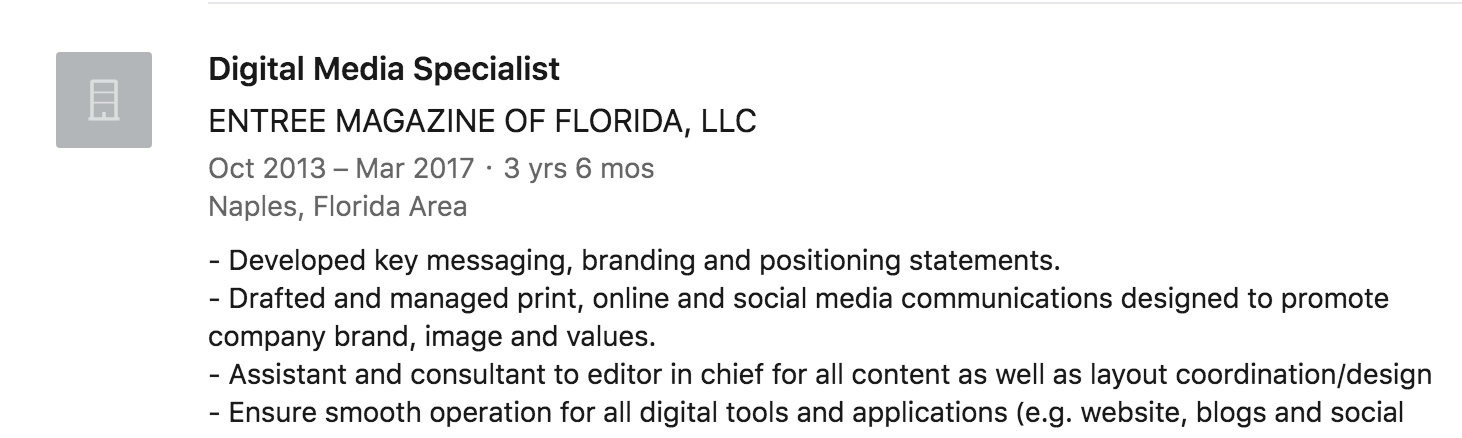 Digital Media Specialist
ENTREE MAGAZINE OF FLORIDA, LLC
Oct 2013 – Mar 2017 · 3 yrs 6 mos
Naples, Florida Area
- Developed key messaging, branding and positioning statements.
- Drafted and managed print, online and social media communications designed to promote
company brand, image and values.
- Assistant and consultant to editor in chief for all content as well as layout coordination/design
- Ensure smooth operation for all digital tools and applications (e.g. website, blogs and social